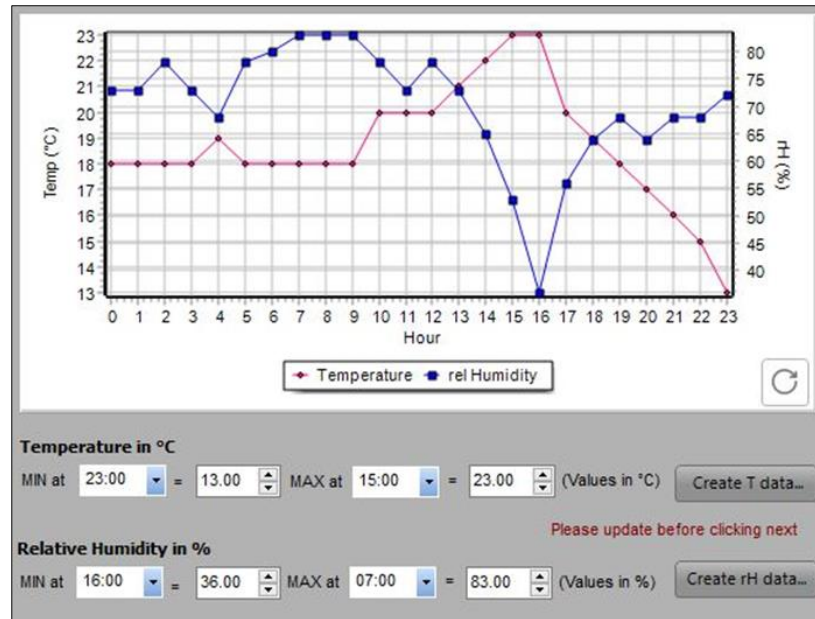 23
22
21
20
19
18
17
16
15
14
13
Temp (°C)
80
75
70
65
60
55
50
45
40
rH (%)
0 1 2 3 4 5 6 7 8 9 10 11 12 13 14 15 16 17 18 19 20 21 22 23
Hour
Temperature rel Humidity
Temperature in °C
MIN at 23:00 = 13.00 MAX at 15:00 = 23.00 (Values in °C) Create T data...
Please update before clicking next
Relative Humidity in %
MIN at 16:00 = 36.00 MAX at 07:00 = 83.00 (Values in %) Create rH data...